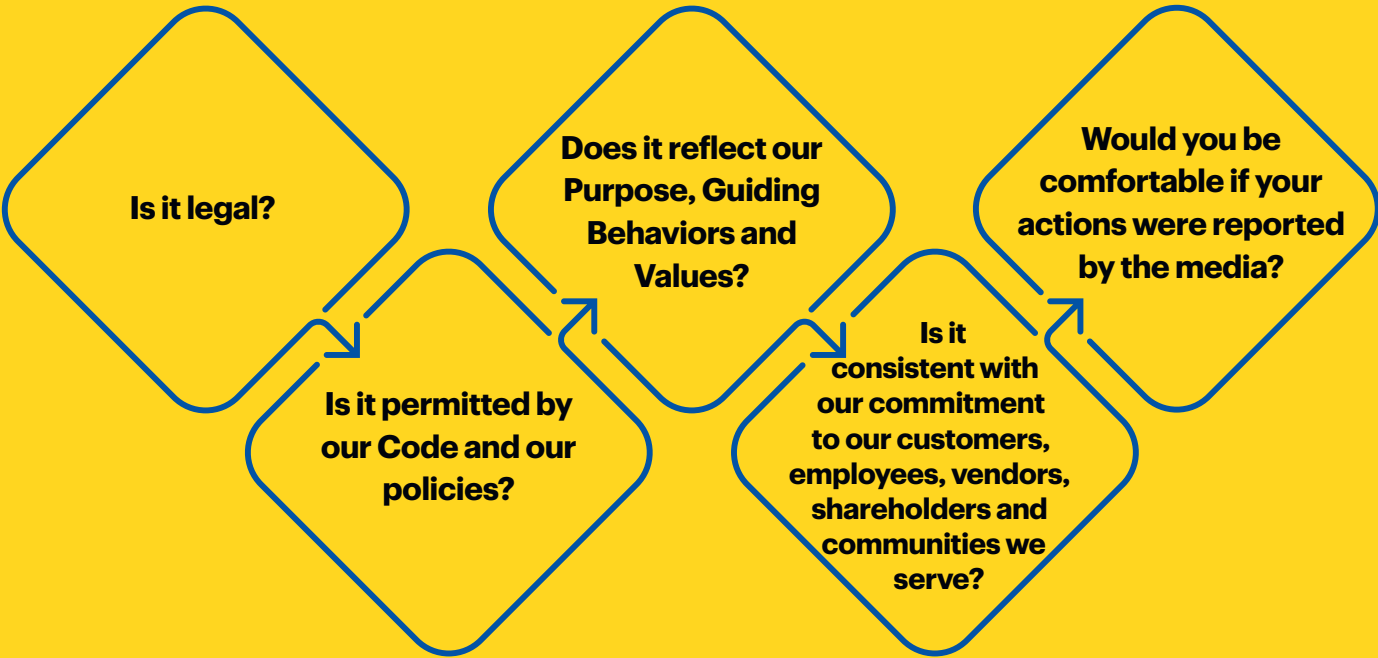 Is it legal?
Is it permitted by
our Code and our
policies?
Does it reflect our
Purpose, Guiding
Behaviors and
Values?
Is it
consistent with
our commitment
to our customers,
employees, vendors,
shareholders and
communities we
serve?
Would you be
comfortable if your
actions were reported
by the media?